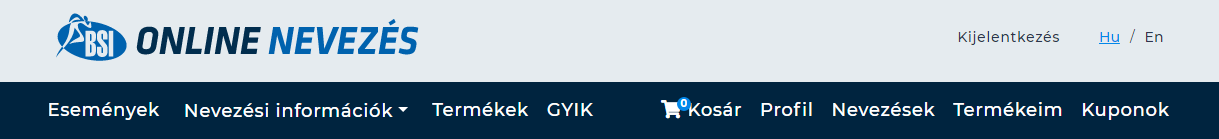 BSI ONLINE NEVEZÉS
Kijelentkezés Hu / En
Események Nevezési információk Termékek GYIK 0 Kosár Profil Nevezések Termékeim Kuponok